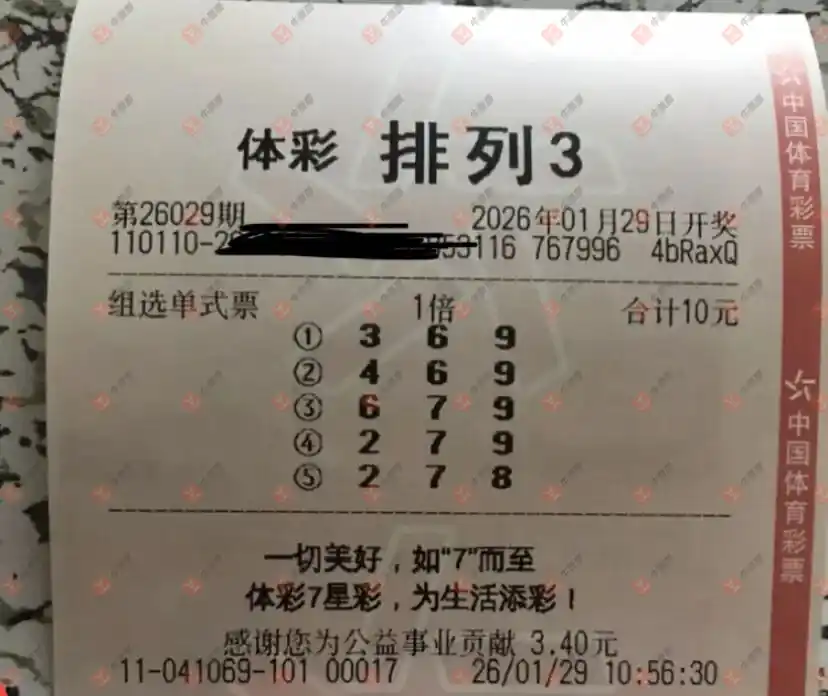 体彩 排列3
第26029期 2026年01月29日开奖
110110-2 53116 767996 4bRaxQ
组选单式票 1倍 合计10元
① 3 6 9
② 4 6 9
③ 6 7 9
④ 2 7 9
⑤ 2 7 8
一切美好，如“7”而至
体彩7星彩，为生活添彩！
感谢您为公益事业贡献 3.40元
11-041069-101 00017 26/01/29 10:56:30
中国体育彩票
中国体育彩票